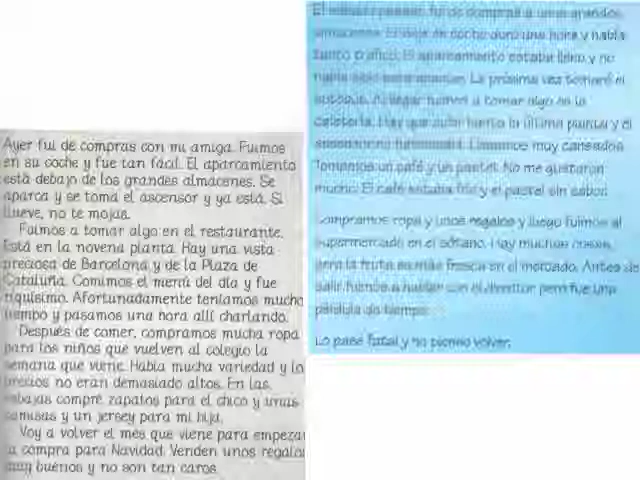 Ayer fui de compras con mi amiga. Fuimos
en su coche y fue tan fácil. El aparcamiento
está debajo de los grandes almacenes. Se
aparca y se toma el ascensor y ya está. Si
llueve, no te mojas.
Fuimos a tomar algo en el restaurante.
Está en la novena planta. Hay una vista
preciosa de Barcelona y de la Plaza de
Cataluña. Comimos el menú del día y fue
riquísimo. Afortunadamente teníamos mucho
tiempo y pasamos una hora allí charlando.
Después de comer, compramos mucha ropa
para los niños que vuelven al colegio la
semana que viene. Había mucha variedad y lo
precios no eran demasiado altos. En las
rebajas compré zapatos para el chico y unas
camisas y un jersey para mi hija.
Voy a volver el mes que viene para empezar
la compra para Navidad. Venden unos regalos
muy buenos y no son tan caros.
El sábado pasado fui de compras a unos grandes
almacenes. El viaje en coche duró una hora y había
tanto tráfico. El aparcamiento estaba lleno y no
había sitio para aparcar. La próxima vez tomaré el
autobús. Al llegar fuimos a tomar algo en la
cafetería. Hay que subir hasta la última planta y el
ascensor no funcionaba. Llegamos muy cansados.
Tomamos un café y un pastel. No me gustaron
mucho. El café estaba frío y el pastel sin sabor.
Compramos ropa y unos regalos y luego fuimos al
supermercado en el sótano. Hay muchas cosas,
pero la fruta es más fresca en el mercado. Antes de
salir fuimos a hablar con el director pero fue una
pérdida de tiempo.
Lo pasé fatal y no pienso volver.